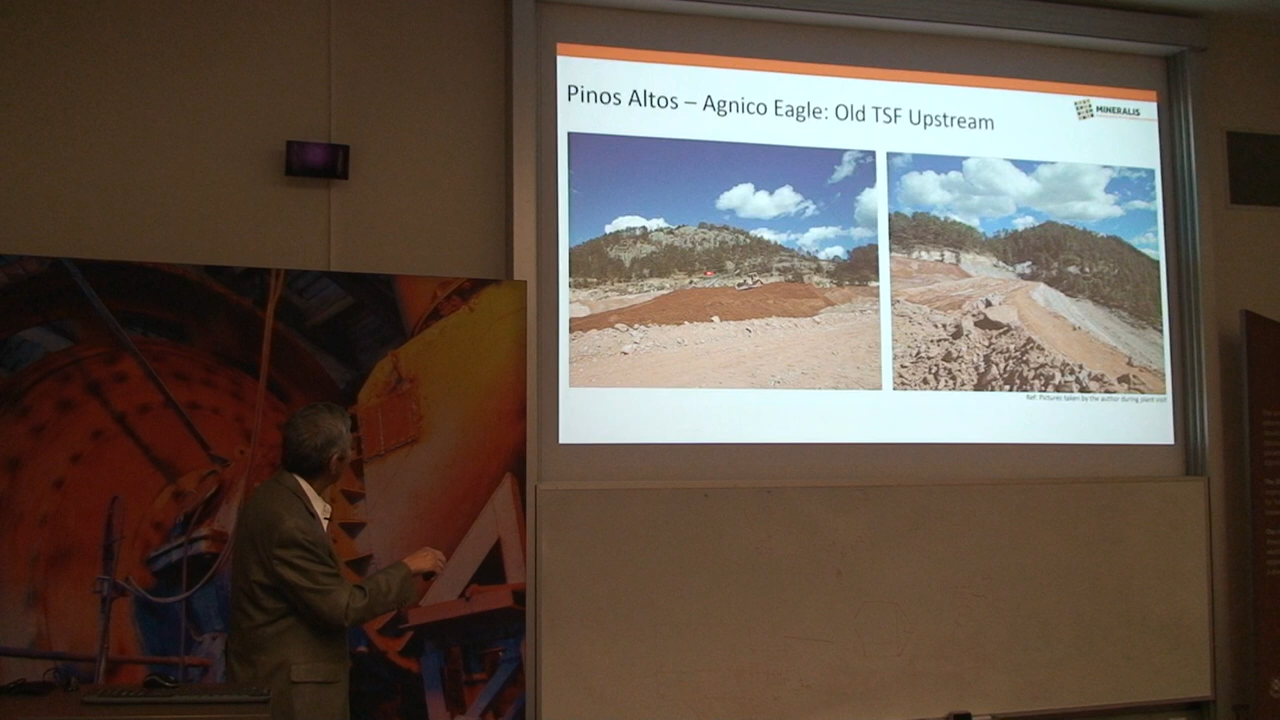 Pinos Altos – Agnico Eagle: Old TSF Upstream
MINERALIS
Ref: Pictures taken by the author during plant visit